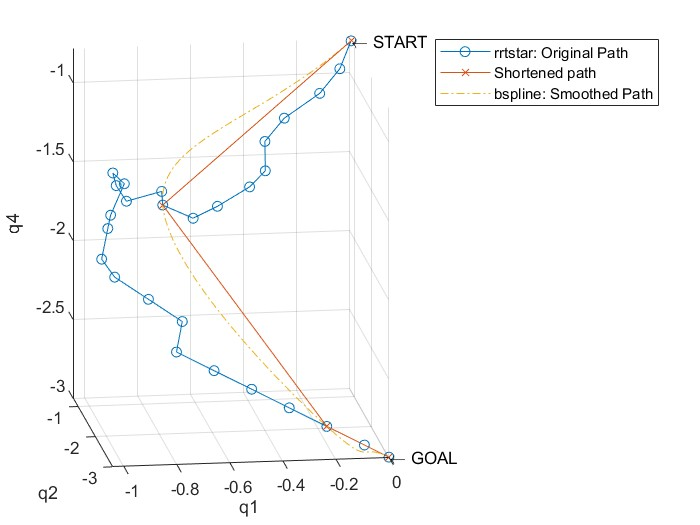 START
rrtstar: Original Path
Shortened path
bspline: Smoothed Path
-1
-1.5
-2
-2.5
-3
q4
-1
-2
-3
q2
-1
-0.8
-0.6
-0.4
-0.2
0
q1
GOAL